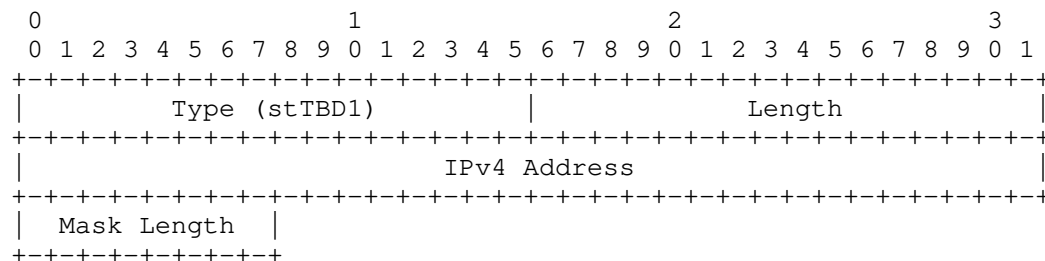 0                   1                   2                   3
 0 1 2 3 4 5 6 7 8 9 0 1 2 3 4 5 6 7 8 9 0 1 2 3 4 5 6 7 8 9 0 1
+-+-+-+-+-+-+-+-+-+-+-+-+-+-+-+-+-+-+-+-+-+-+-+-+-+-+-+-+-+-+-+-+
|         Type (stTBD1)         |             Length            |
+-+-+-+-+-+-+-+-+-+-+-+-+-+-+-+-+-+-+-+-+-+-+-+-+-+-+-+-+-+-+-+-+
|                          IPv4 Address                         |
+-+-+-+-+-+-+-+-+-+-+-+-+-+-+-+-+-+-+-+-+-+-+-+-+-+-+-+-+-+-+-+-+
|  Mask Length  |
+-+-+-+-+-+-+-+-+